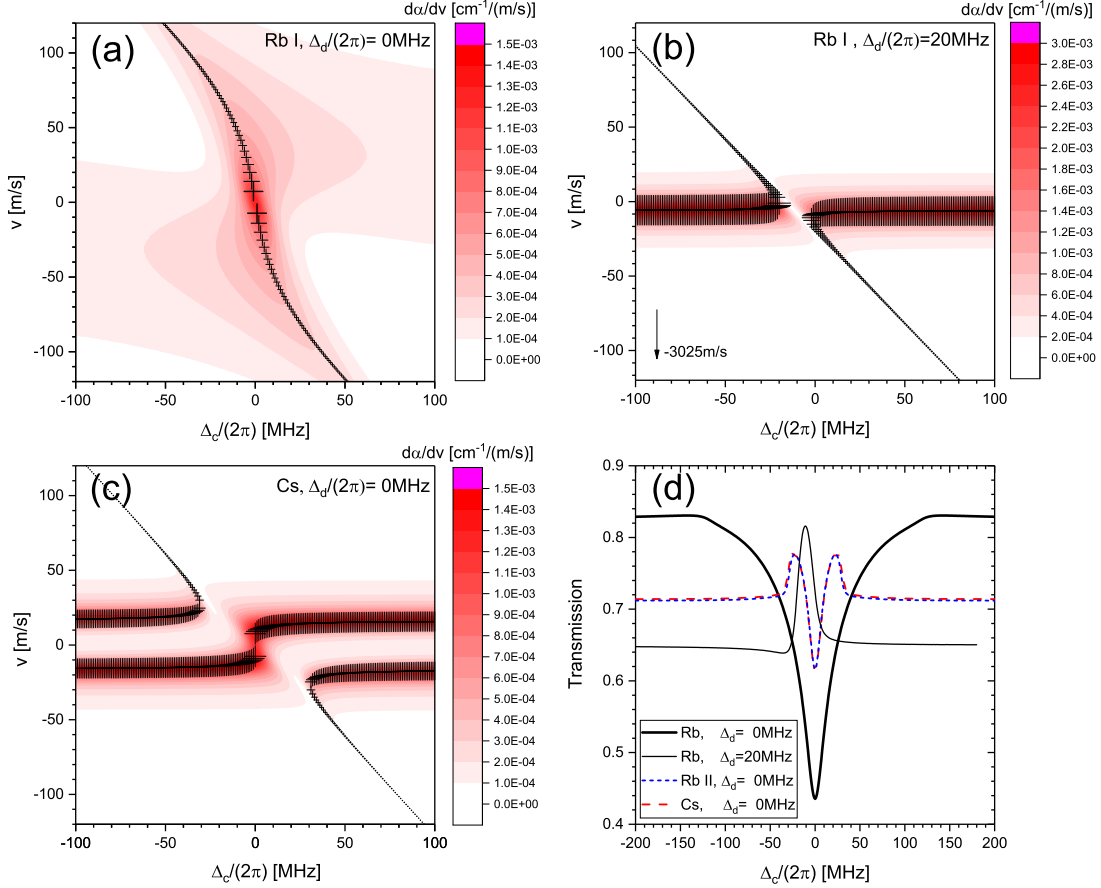 dα/dv [cm⁻¹/(m/s)]
(a)
Rb I, Δd/(2π)= 0MHz
1.5E-03
1.4E-03
1.3E-03
1.2E-03
1.0E-03
9.0E-04
8.0E-04
7.0E-04
6.0E-04
5.0E-04
4.0E-04
3.0E-04
2.0E-04
1.0E-04
0.0E+00
100
50
0
-50
-100
v [m/s]
-100 -50 0 50 100
Δc/(2π) [MHz]
dα/dv [cm⁻¹/(m/s)]
(b)
Rb I , Δd/(2π)=20MHz
3.0E-03
2.8E-03
2.6E-03
2.4E-03
2.2E-03
2.0E-03
1.8E-03
1.6E-03
1.4E-03
1.2E-03
1.0E-03
8.0E-04
6.0E-04
4.0E-04
2.0E-04
0.0E+00
100
50
0
-50
-100
v [m/s]
-3025m/s
-100 -50 0 50 100
Δc/(2π) [MHz]
dα/dv [cm⁻¹/(m/s)]
(c)
Cs, Δd/(2π)= 0MHz
1.5E-03
1.4E-03
1.3E-03
1.2E-03
1.0E-03
9.0E-04
8.0E-04
7.0E-04
6.0E-04
5.0E-04
4.0E-04
3.0E-04
2.0E-04
1.0E-04
0.0E+00
100
50
0
-50
-100
v [m/s]
-100 -50 0 50 100
Δc/(2π) [MHz]
(d)
0.9
0.8
0.7
0.6
0.5
0.4
Transmission
Rb, Δd= 0MHz
Rb, Δd=20MHz
Rb II, Δd= 0MHz
Cs, Δd= 0MHz
-200 -150 -100 -50 0 50 100 150 200
Δc/(2π) [MHz]